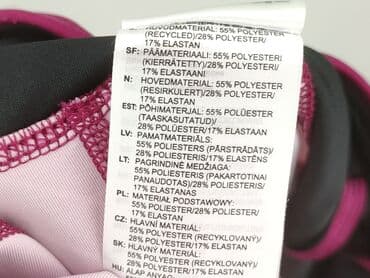 HOVEDMATERIAL: 55% POLYESTER
(RECYCLED)/28% POLYESTER/
17% ELASTAN
SF: PÄÄMATERIAALI: 55% POLYESTERI
(KIERRÄTETTY)/28% POLYESTERI/
17% ELASTAANI
N: HOVEDMATERIAL: 55% POLYESTER
(RESIRKULERT)/28% POLYESTER/
17% ELASTAN
EST: PÕHIMATERJAL: 55% POLÜESTER
(TAASKASUTATUD)/
28% POLÜESTER/17% ELASTAAN
LV: PAMATMATERIĀLS:
55% POLIESTERS (PĀRSTRĀDĀTS)/
28% POLIESTERIS/17% ELASTĒNS
LT: PAGRINDINĖ MEDŽIAGA:
55% POLIESTERIS (PAKARTOTINAI
PANAUDOTAS)/28% POLIESTERIS/
17% ELASTANAS
PL: MATERIAŁ PODSTAWOWY:
55% POLIESTER/28% POLIESTER/
17% ELASTAN
CZ: HLAVNÍ MATERIÁL:
55% POLYESTER (RECYKLOVANÝ)/
28% POLYESTER/17% ELASTAN
SK: HLAVNÝ MATERIÁL:
55% POLYESTER (RECYKLOVANÝ)/
28% POLYESTER/17% ELASTAN
HU: ALAPANYAG: